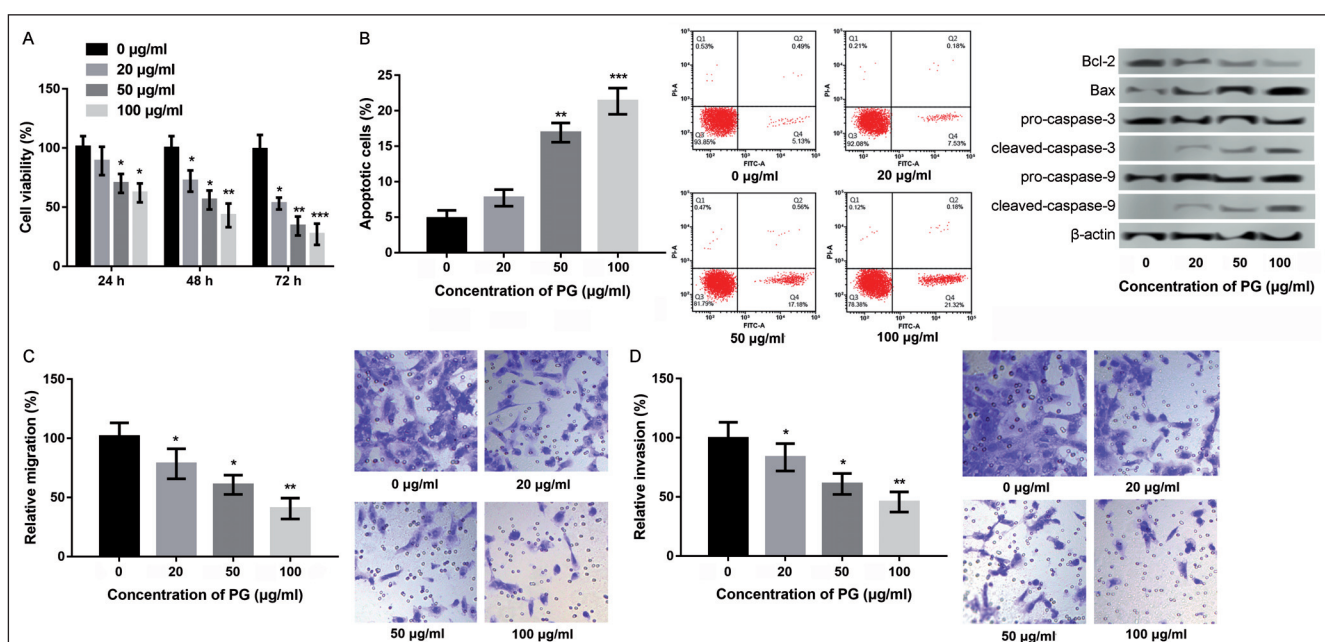 A
0 µg/ml
20 µg/ml
50 µg/ml
100 µg/ml
Cell viability (%)
150
100
50
0
* * * * ** * ** ***
24 h 48 h 72 h
B
Apoptotic cells (%)
25
20
15
10
5
0
** ***
0 20 50 100
Concentration of PG (µg/ml)
Q1
0.53%
Q2
0.49%
Q3
93.85%
Q4
5.13%
PI-A
FITC-A
0 µg/ml
Q1
0.21%
Q2
0.18%
Q3
92.08%
Q4
7.53%
PI-A
FITC-A
20 µg/ml
Q1
0.47%
Q2
0.56%
Q3
81.79%
Q4
17.18%
PI-A
FITC-A
50 µg/ml
Q1
0.12%
Q2
0.18%
Q3
78.38%
Q4
21.32%
PI-A
FITC-A
100 µg/ml
Bcl-2
Bax
pro-caspase-3
cleaved-caspase-3
pro-caspase-9
cleaved-caspase-9
β-actin
0 20 50 100
Concentration of PG (µg/ml)
C
Relative migration (%)
150
100
50
0
* * **
0 20 50 100
Concentration of PG (µg/ml)
0 µg/ml 20 µg/ml
50 µg/ml 100 µg/ml
D
Relative invasion (%)
150
100
50
0
* * **
0 20 50 100
Concentration of PG (µg/ml)
0 µg/ml 20 µg/ml
50 µg/ml 100 µg/ml